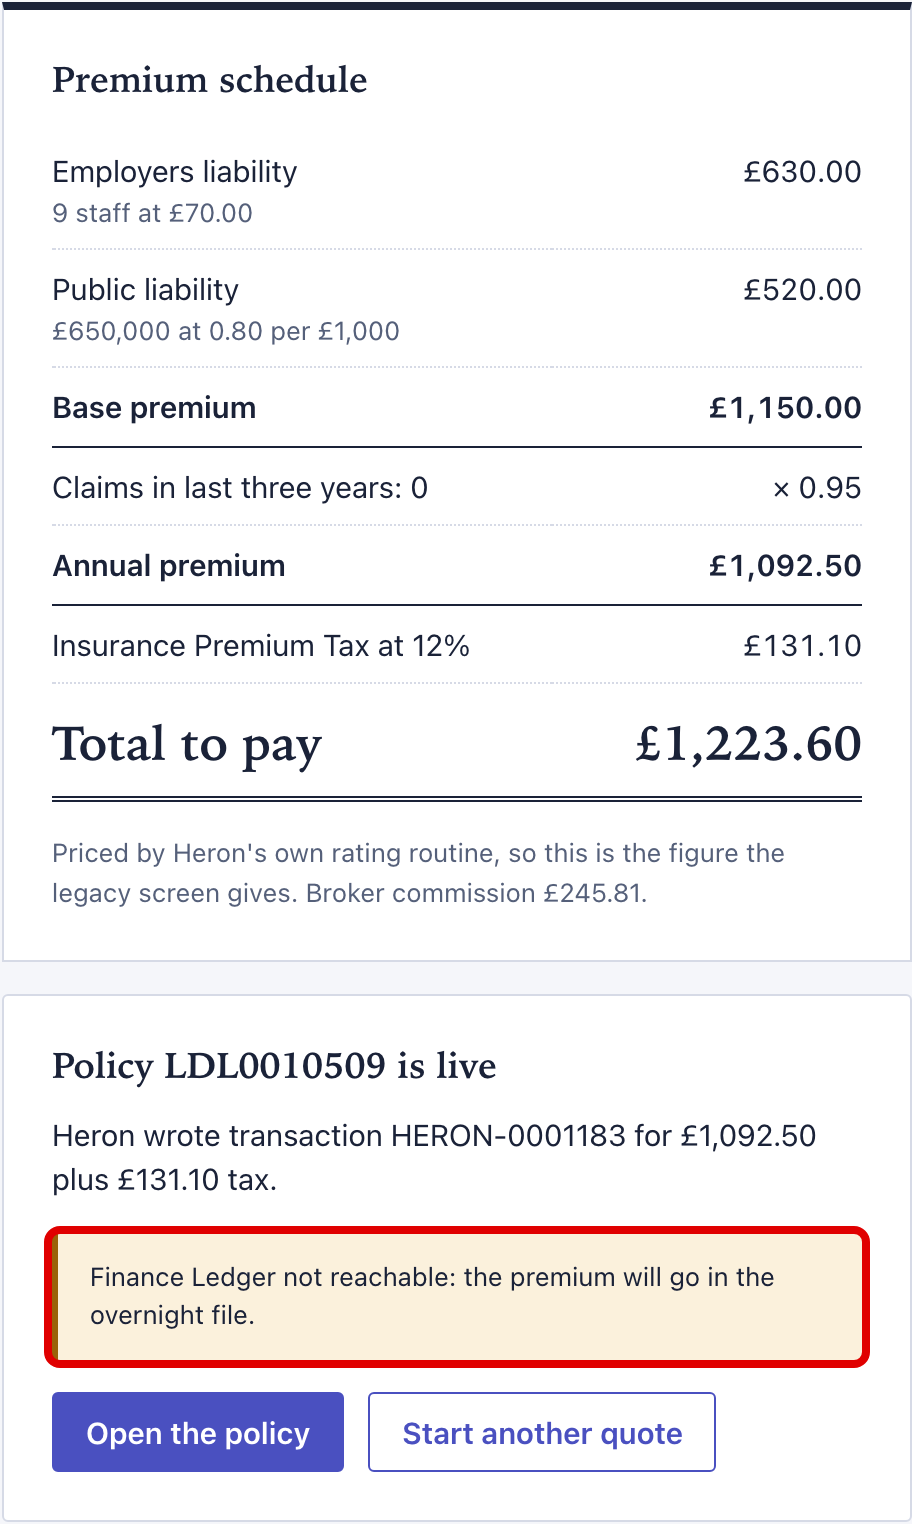 Premium schedule
Employers liability £630.00
9 staff at £70.00
Public liability £520.00
£650,000 at 0.80 per £1,000
Base premium £1,150.00
Claims in last three years: 0 × 0.95
Annual premium £1,092.50
Insurance Premium Tax at 12% £131.10
Total to pay £1,223.60
Priced by Heron's own rating routine, so this is the figure the
legacy screen gives. Broker commission £245.81.
Policy LDL0010509 is live
Heron wrote transaction HERON-0001183 for £1,092.50
plus £131.10 tax.
Finance Ledger not reachable: the premium will go in the
overnight file.
Open the policy Start another quote